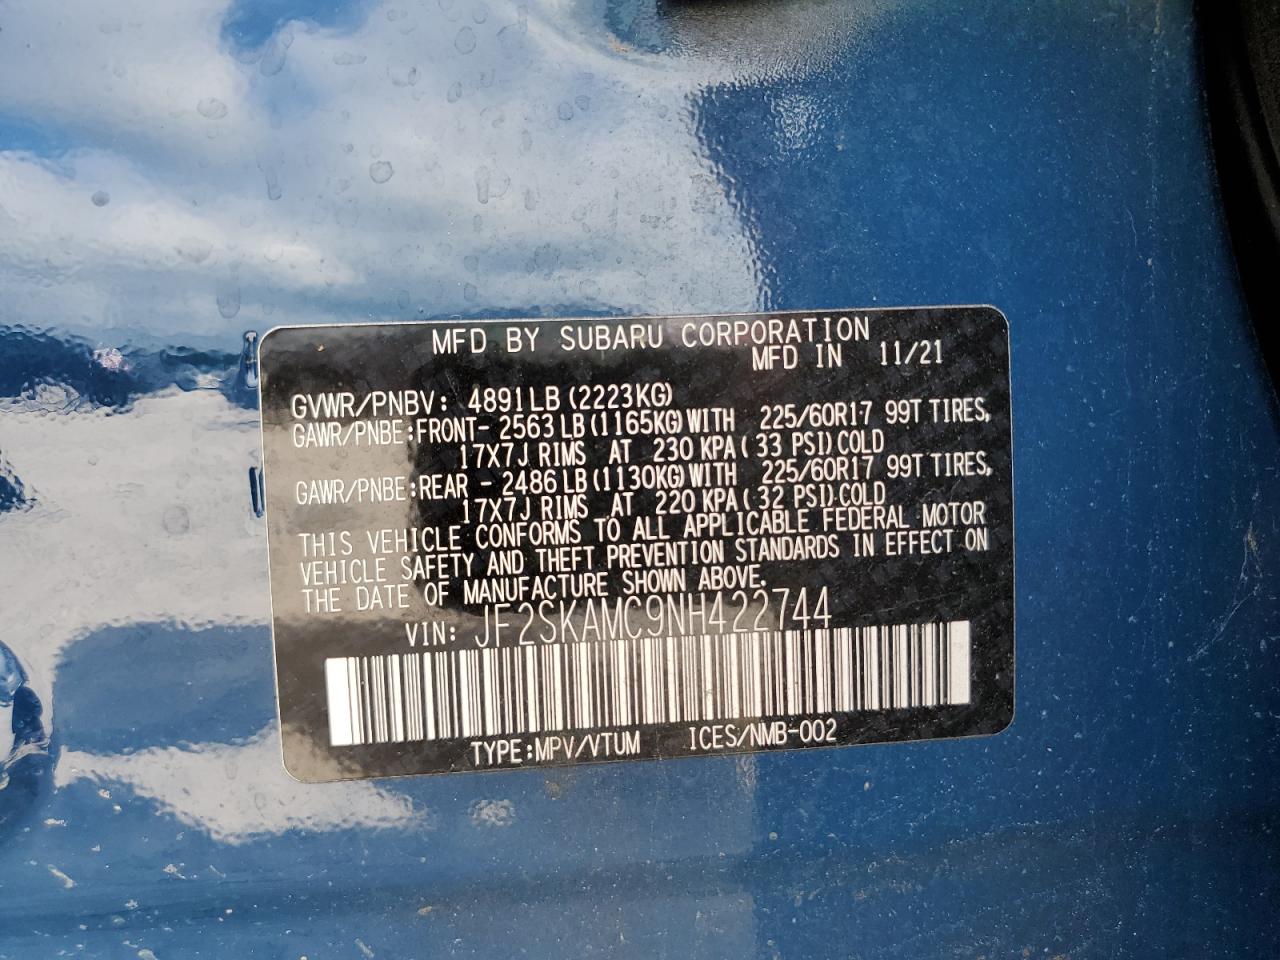 MFD BY SUBARU CORPORATION
MFD IN 11/21
GVWR/PNBV: 4891LB (2223KG)
GAWR/PNBE:FRONT- 2563LB(1165KG)WITH 225/60R17 99T TIRES,
17X7J RIMS AT 230 KPA(33 PSI)COLD
GAWR/PNBE:REAR - 2486LB(1130KG)WITH 225/60R17 99T TIRES,
17X7J RIMS AT 220 KPA(32 PSI)COLD
THIS VEHICLE CONFORMS TO ALL APPLICABLE FEDERAL MOTOR
VEHICLE SAFETY AND THEFT PREVENTION STANDARDS IN EFFECT ON
THE DATE OF MANUFACTURE SHOWN ABOVE.
VIN: JF2SKAMC9NH422744
TYPE:MPV/VTUM ICES/NMB-002